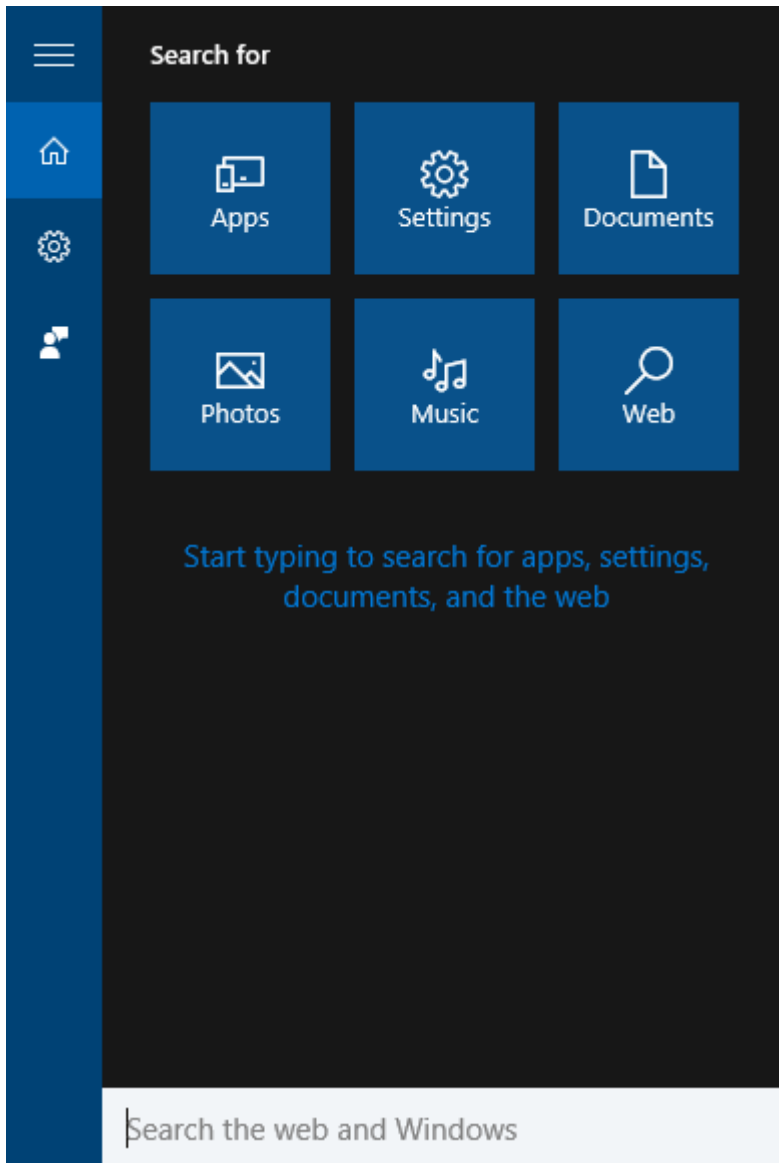 Search for
Apps
Settings
Documents
Photos
Music
Web
Start typing to search for apps, settings,
documents, and the web
Search the web and Windows